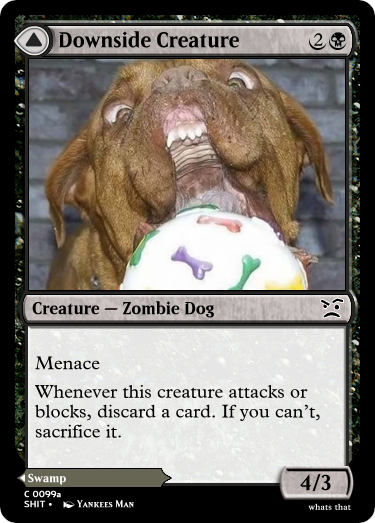 Downside Creature 2
Creature — Zombie Dog
Menace
Whenever this creature attacks or
blocks, discard a card. If you can't,
sacrifice it.
Swamp
4/3
C 0099a
SHIT • Yankees Man
whats that